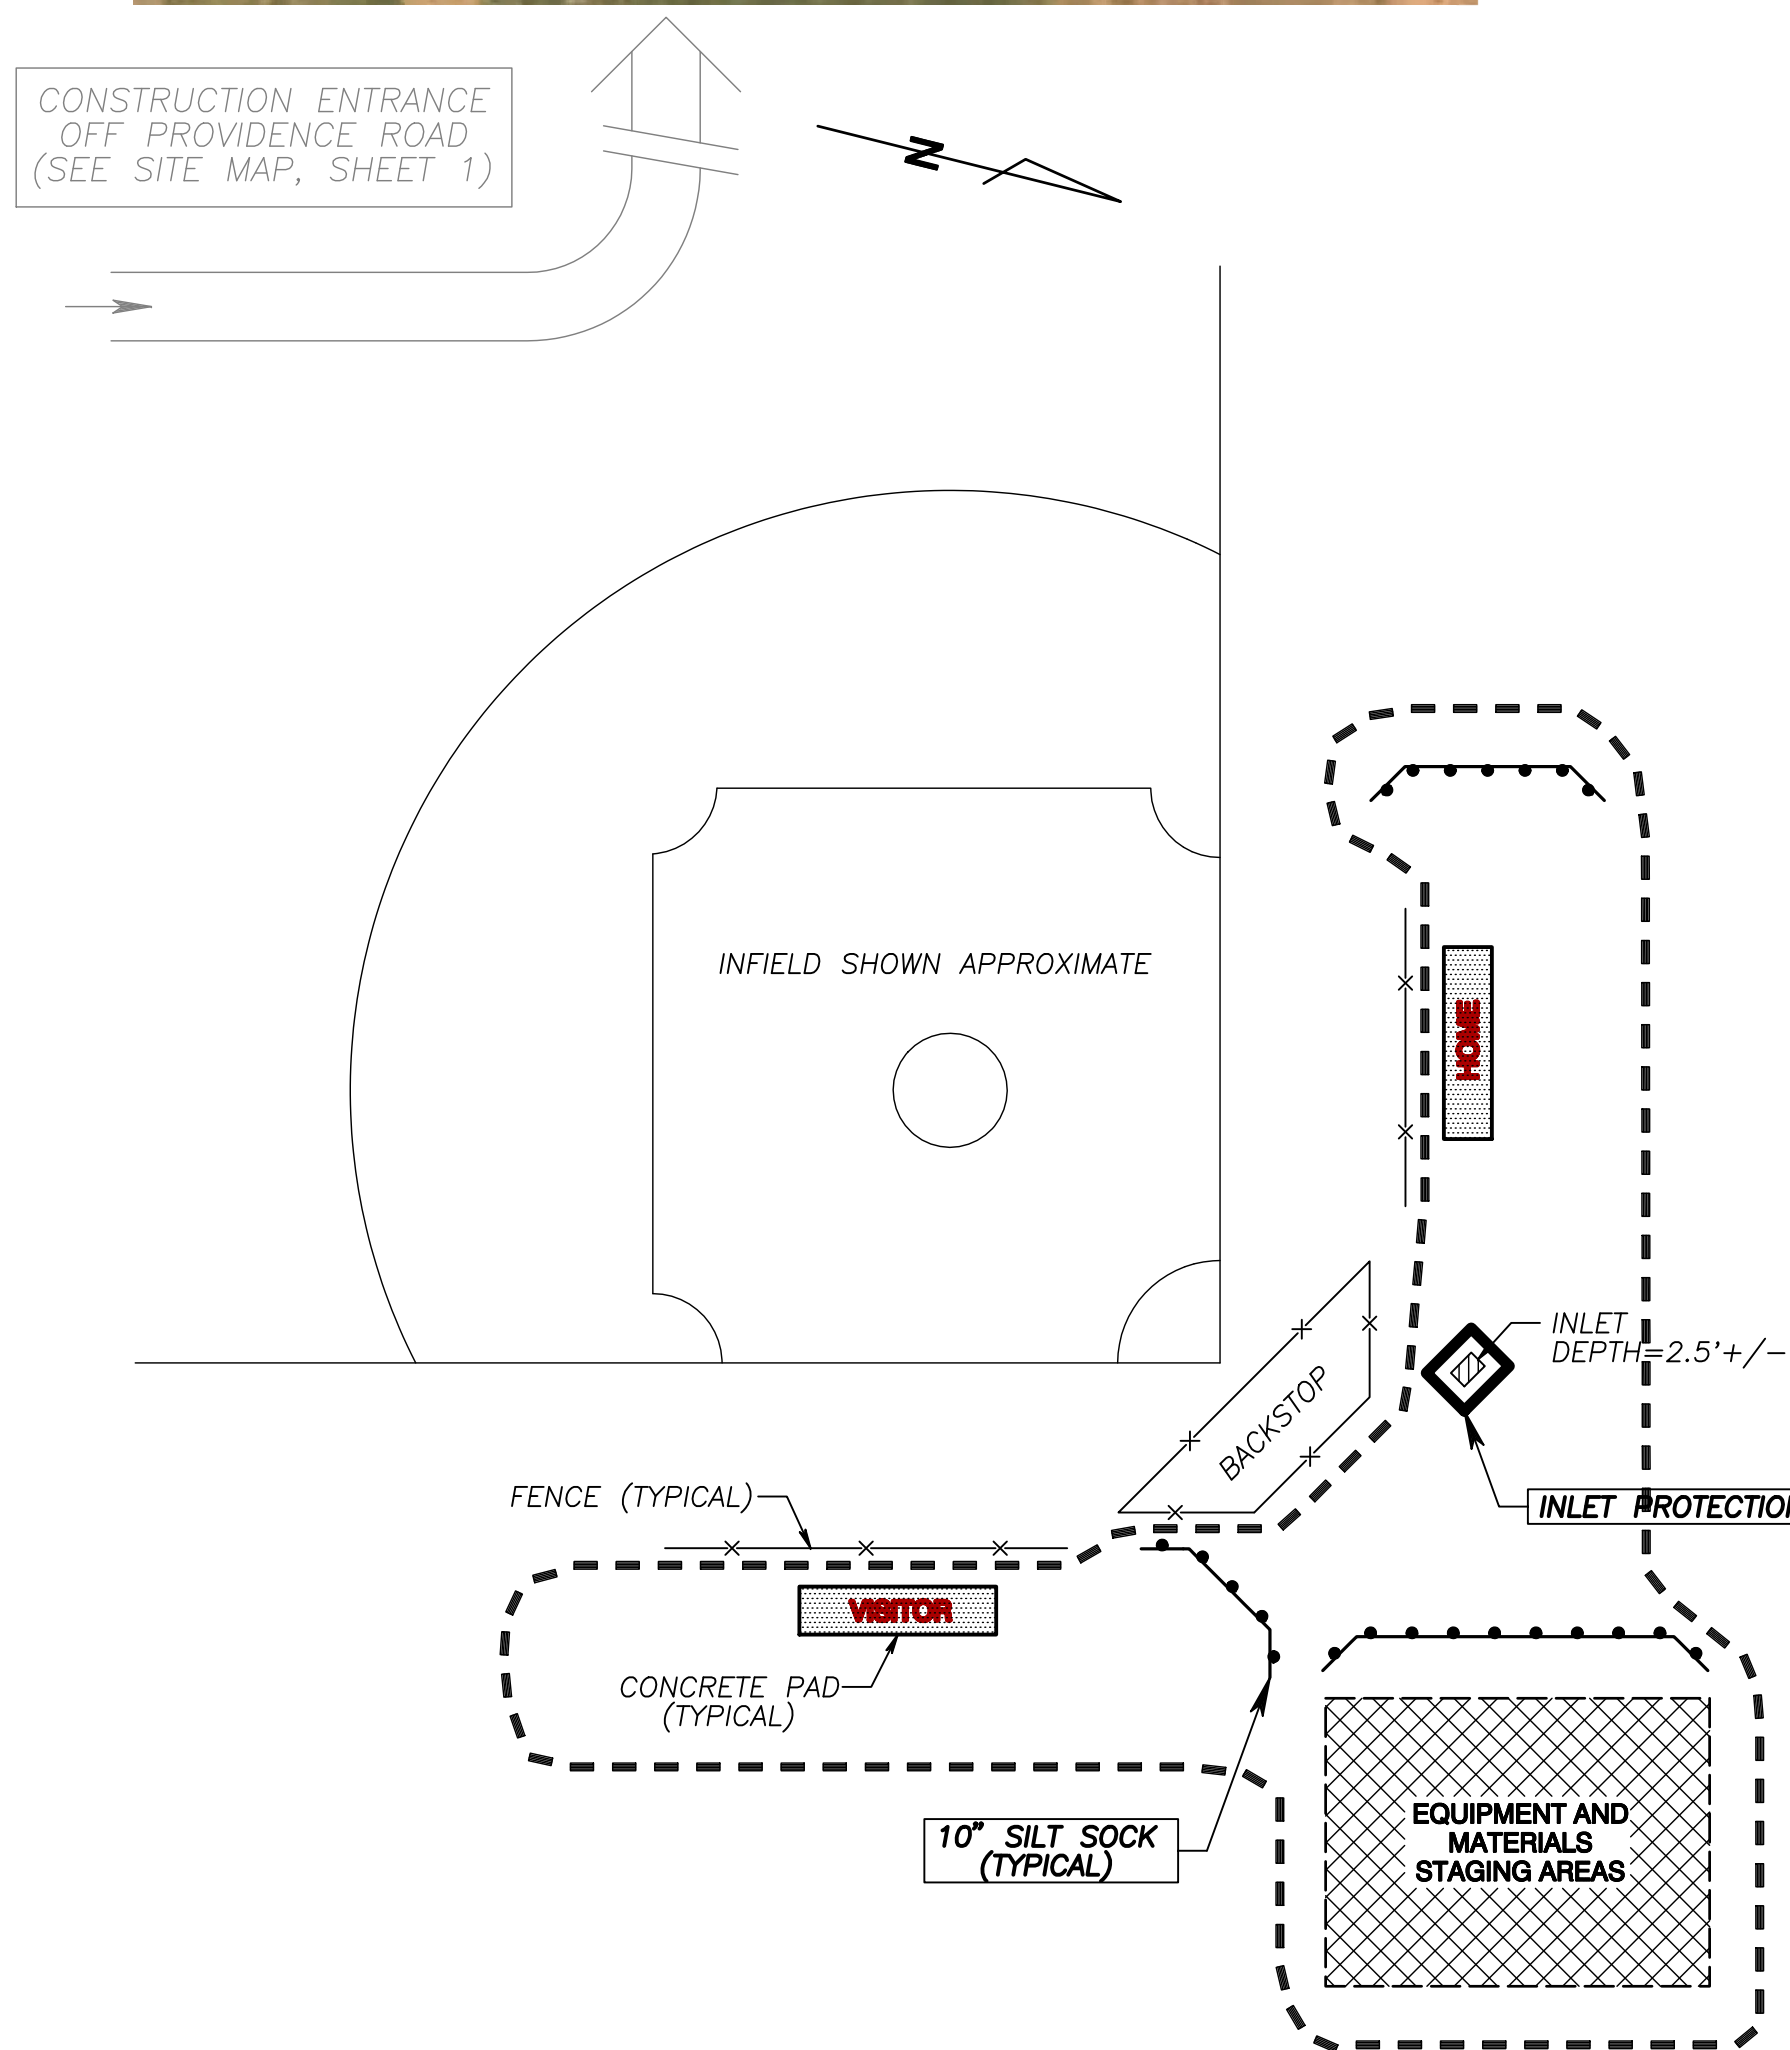 CONSTRUCTION ENTRANCE
OFF PROVIDENCE ROAD
(SEE SITE MAP, SHEET 1)
N
INFIELD SHOWN APPROXIMATE
HOME
INLET
DEPTH=2.5'+/-
BACKSTOP
FENCE (TYPICAL)
INLET PROTECTION
VISITOR
CONCRETE PAD
(TYPICAL)
10" SILT SOCK
(TYPICAL)
EQUIPMENT AND
MATERIALS
STAGING AREAS